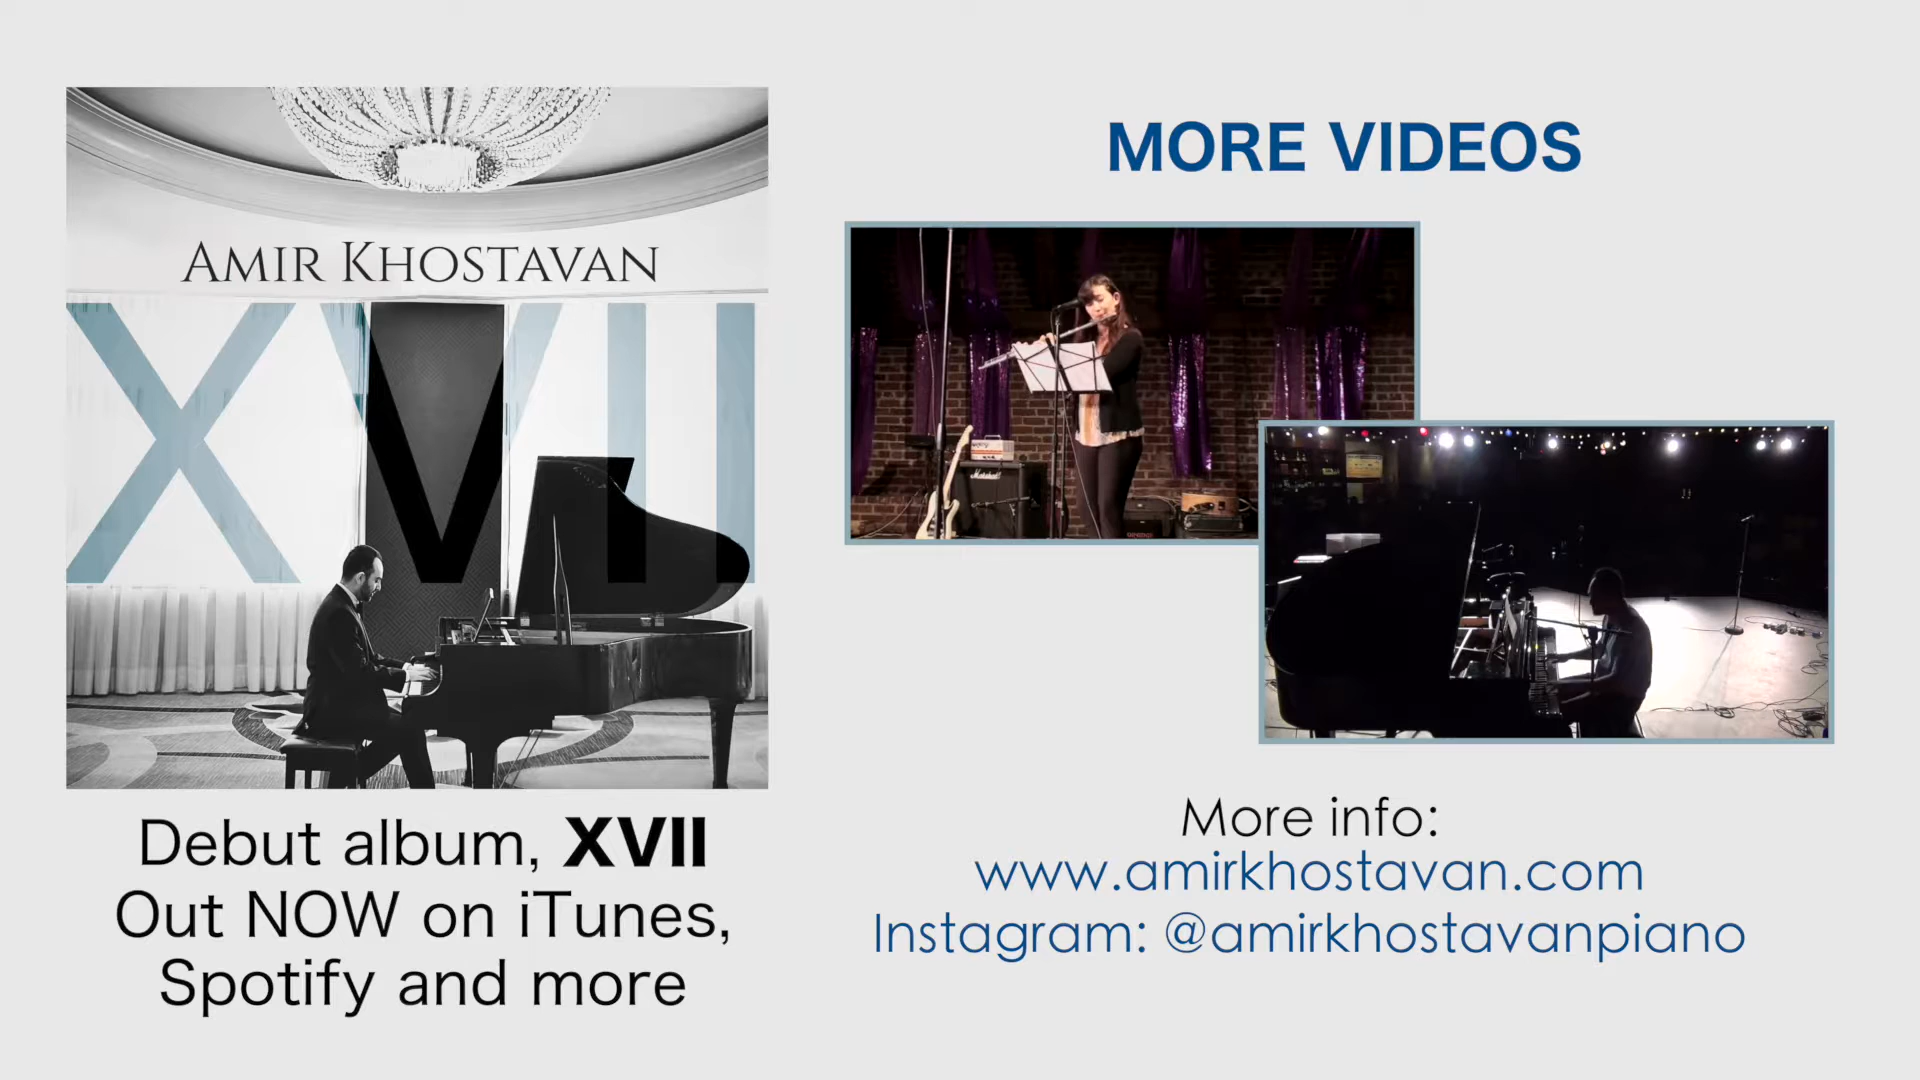 AMIR KHOSTAVAN
XVII
Debut album, XVII
Out NOW on iTunes,
Spotify and more
MORE VIDEOS
Marshall
More info:
www.amirkhostavan.com
Instagram: @amirkhostavanpiano